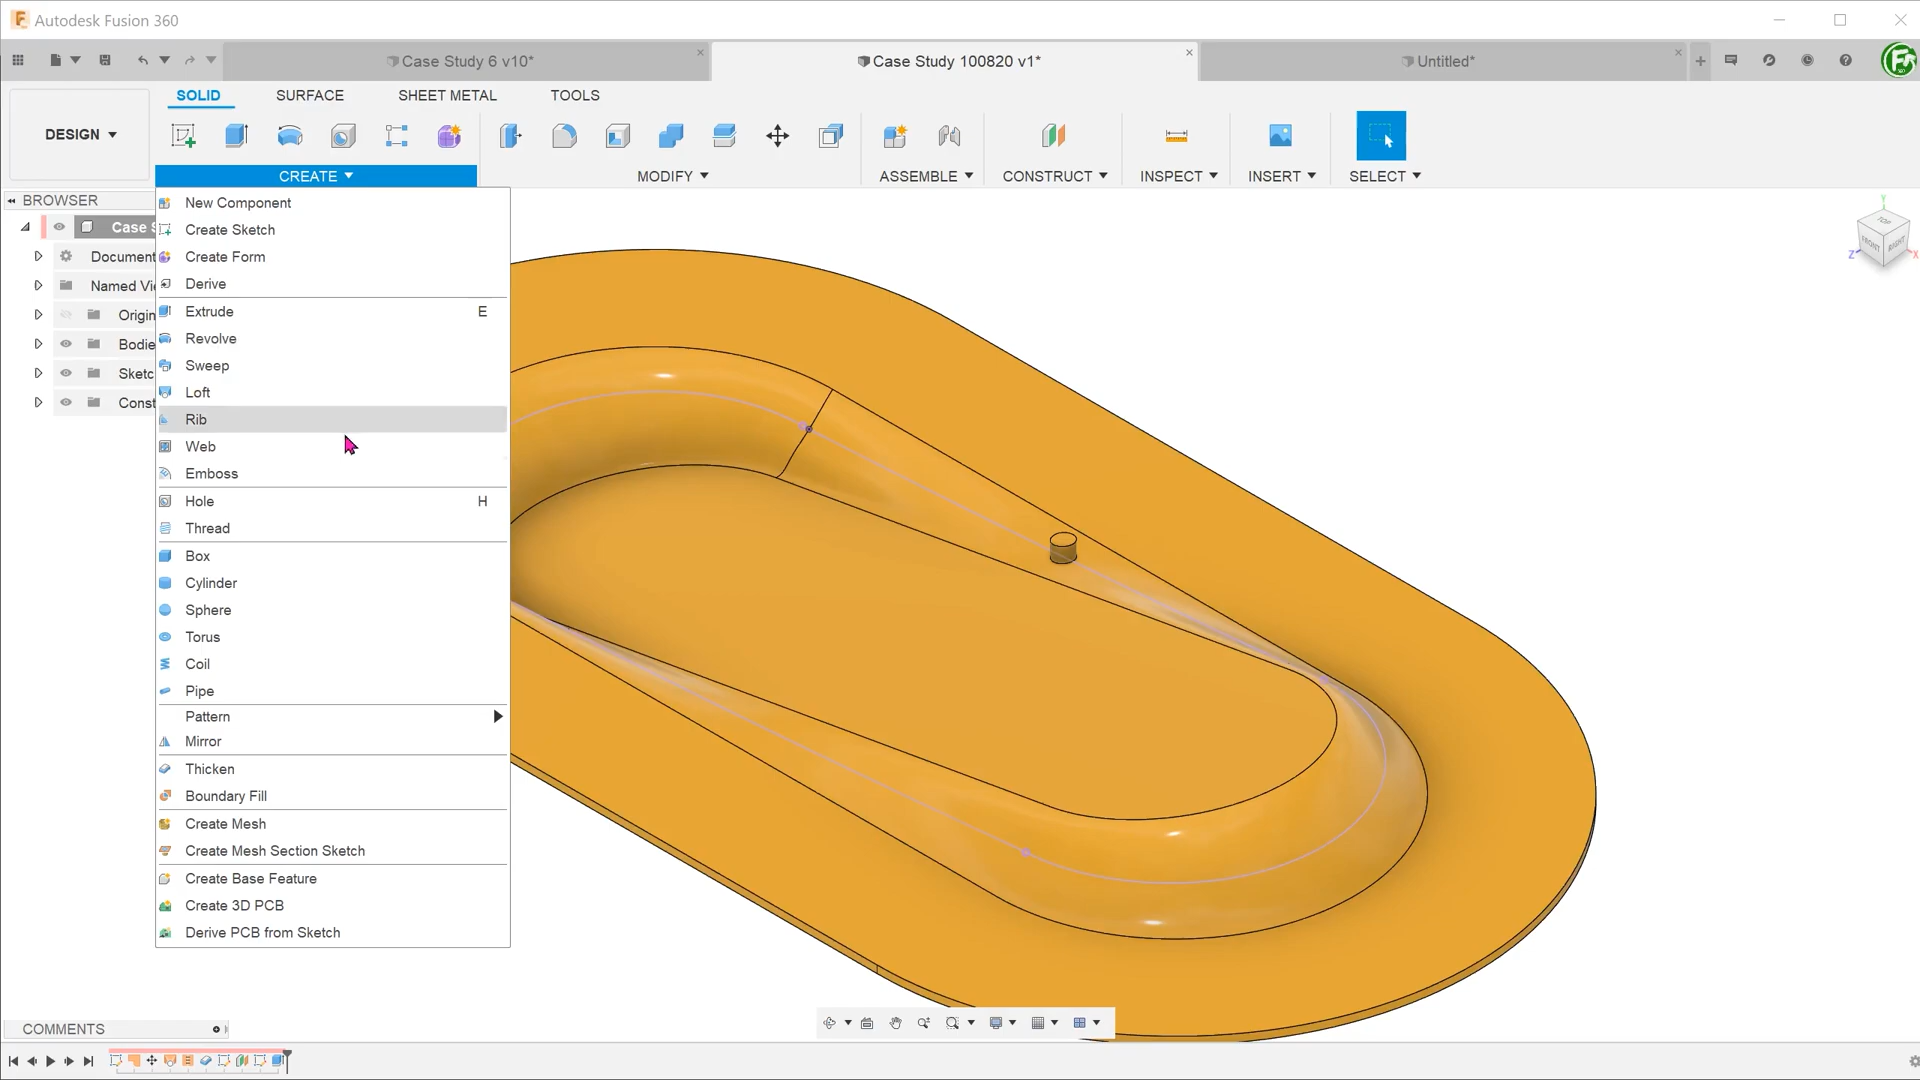 Autodesk Fusion 360
Case Study 6 v10*
Case Study 100820 v1*
Untitled*
SOLID
SURFACE
SHEET METAL
TOOLS
DESIGN
CREATE
MODIFY
ASSEMBLE
CONSTRUCT
INSPECT
INSERT
SELECT
BROWSER
Case S
Document
Named Vi
Origin
Bodie
Sketc
Const
New Component
Create Sketch
Create Form
Derive
Extrude E
Revolve
Sweep
Loft
Rib
Web
Emboss
Hole H
Thread
Box
Cylinder
Sphere
Torus
Coil
Pipe
Pattern
Mirror
Thicken
Boundary Fill
Create Mesh
Create Mesh Section Sketch
Create Base Feature
Create 3D PCB
Derive PCB from Sketch
Y
TOP
FRONT
RIGHT
Z
X
COMMENTS